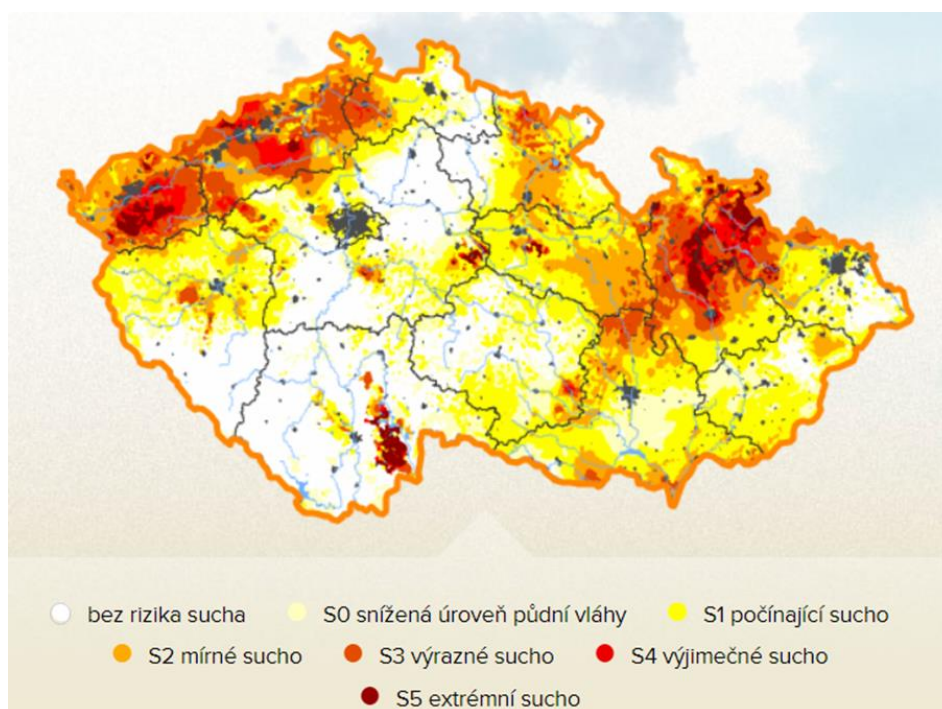 bez rizika sucha S0 snížená úroveň půdní vláhy S1 počínající sucho
S2 mírné sucho S3 výrazné sucho S4 výjimečné sucho
S5 extrémní sucho